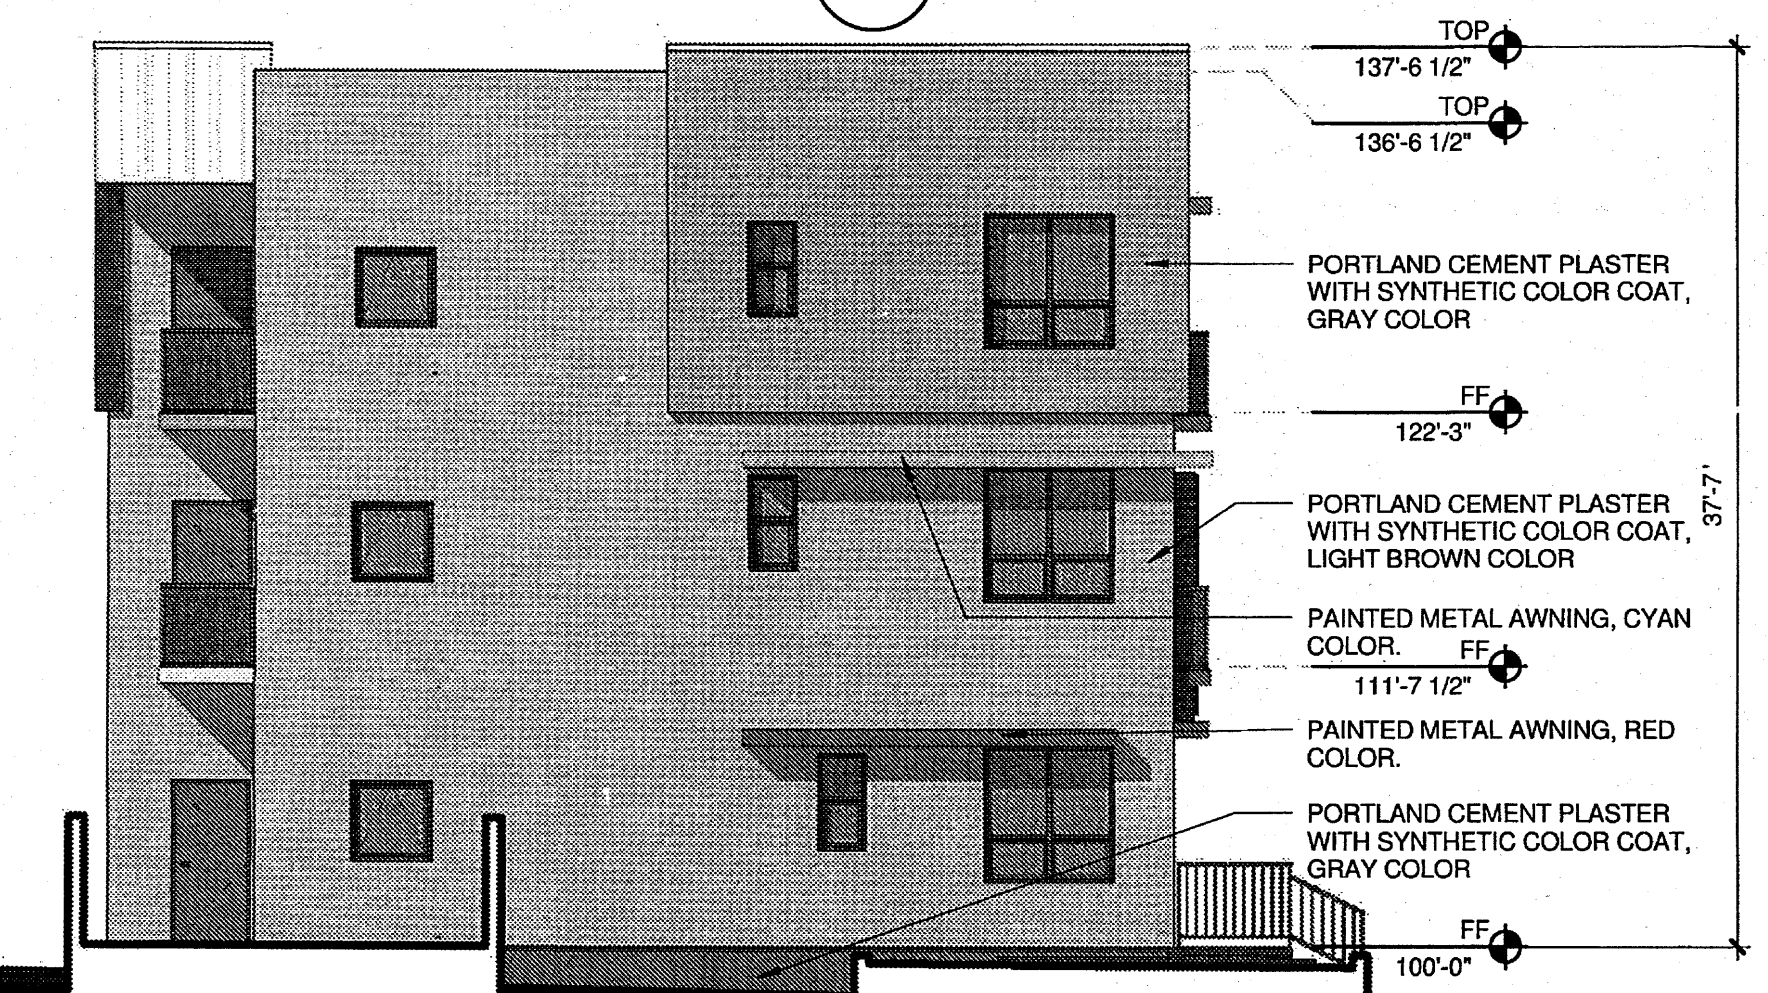 TOP
137'-6 1/2"
TOP
136'-6 1/2"
PORTLAND CEMENT PLASTER
WITH SYNTHETIC COLOR COAT,
GRAY COLOR
FF
122'-3"
37'-7'
PORTLAND CEMENT PLASTER
WITH SYNTHETIC COLOR COAT,
LIGHT BROWN COLOR
PAINTED METAL AWNING, CYAN
COLOR.
FF
111'-7 1/2"
PAINTED METAL AWNING, RED
COLOR.
PORTLAND CEMENT PLASTER
WITH SYNTHETIC COLOR COAT,
GRAY COLOR
FF
100'-0"